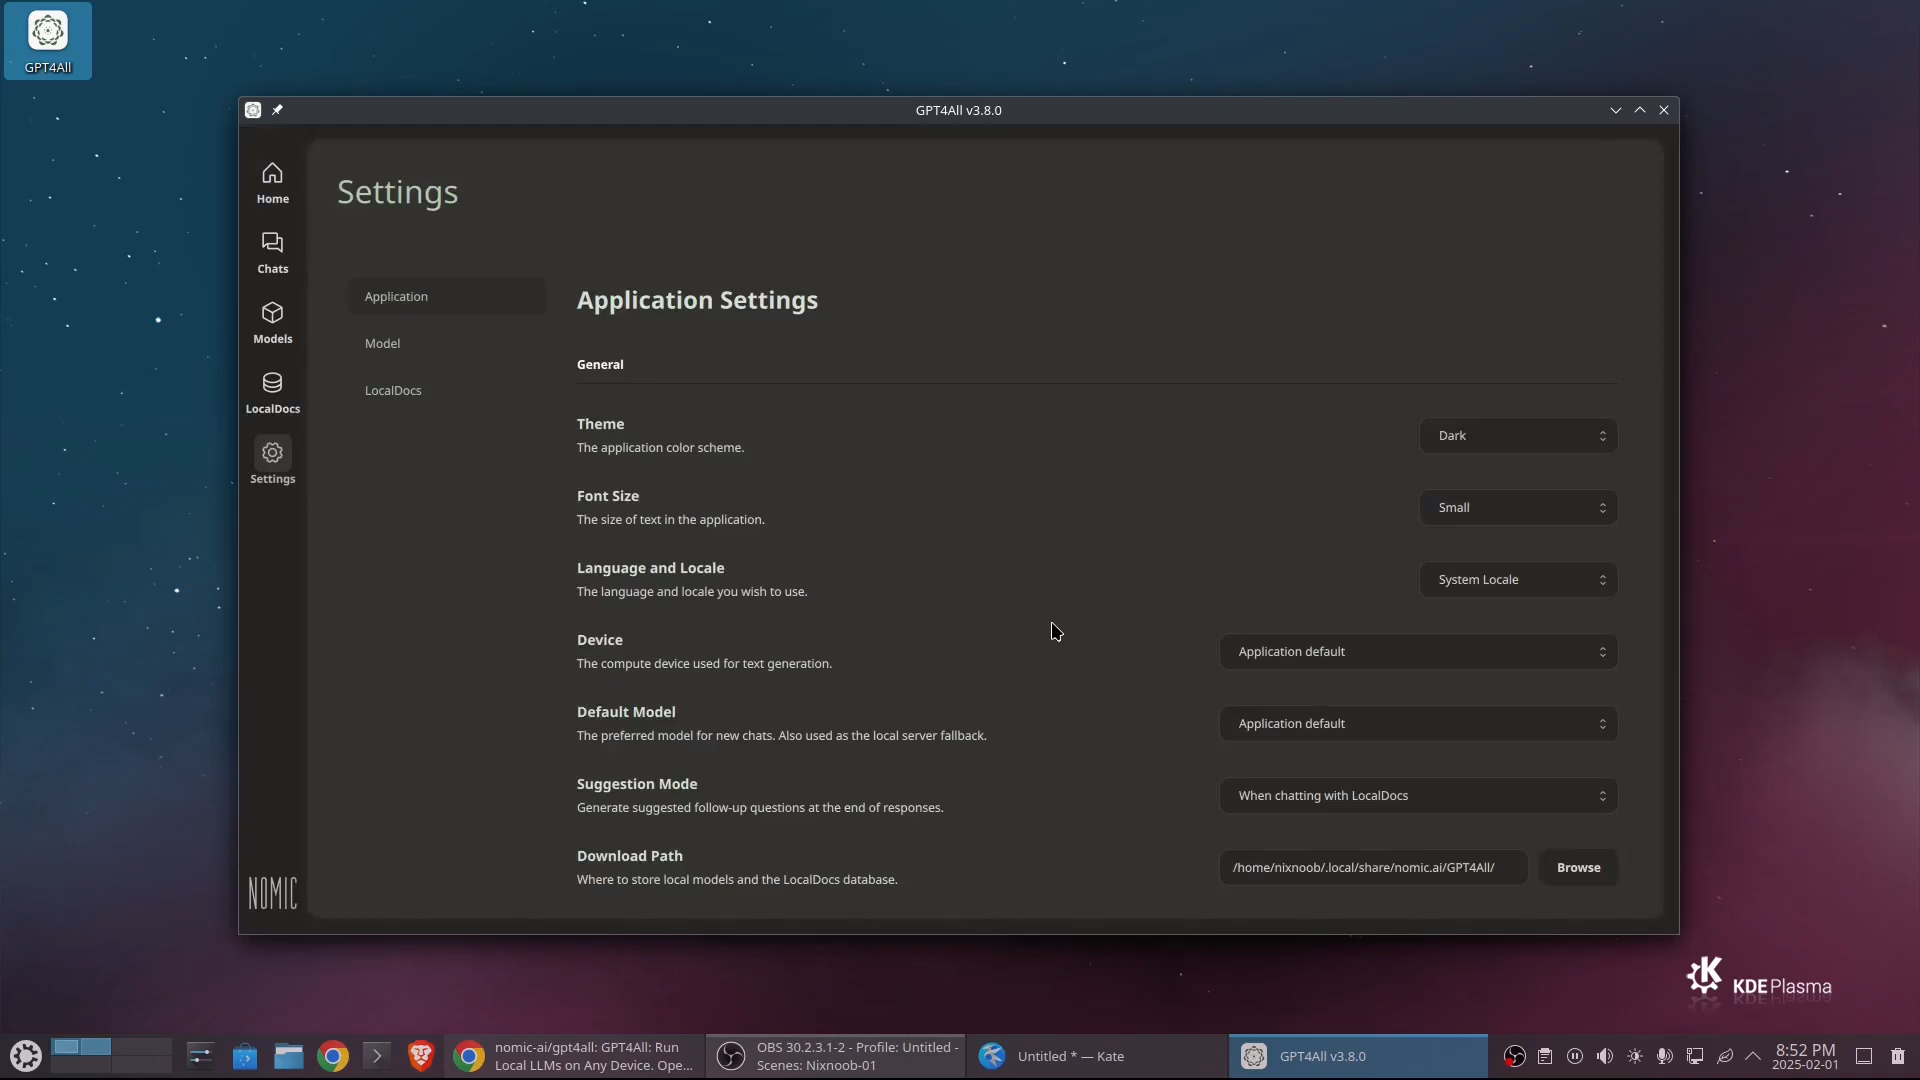 GPT4All
GPT4All v3.8.0
Home
Chats
Models
LocalDocs
Settings
NOMIC
Settings
Application
Model
LocalDocs
Application Settings
General
Theme
The application color scheme.
Dark
Font Size
The size of text in the application.
Small
Language and Locale
The language and locale you wish to use.
System Locale
Device
The compute device used for text generation.
Application default
Default Model
The preferred model for new chats. Also used as the local server fallback.
Application default
Suggestion Mode
Generate suggested follow-up questions at the end of responses.
When chatting with LocalDocs
Download Path
Where to store local models and the LocalDocs database.
/home/nixnoob/.local/share/nomic.ai/GPT4All/
Browse
KDE Plasma
nomic-ai/gpt4all: GPT4All: Run
Local LLMs on Any Device. Ope...
OBS 30.2.3.1-2 - Profile: Untitled -
Scenes: Nixnoob-01
Untitled * — Kate
GPT4All v3.8.0
8:52 PM
2025-02-01